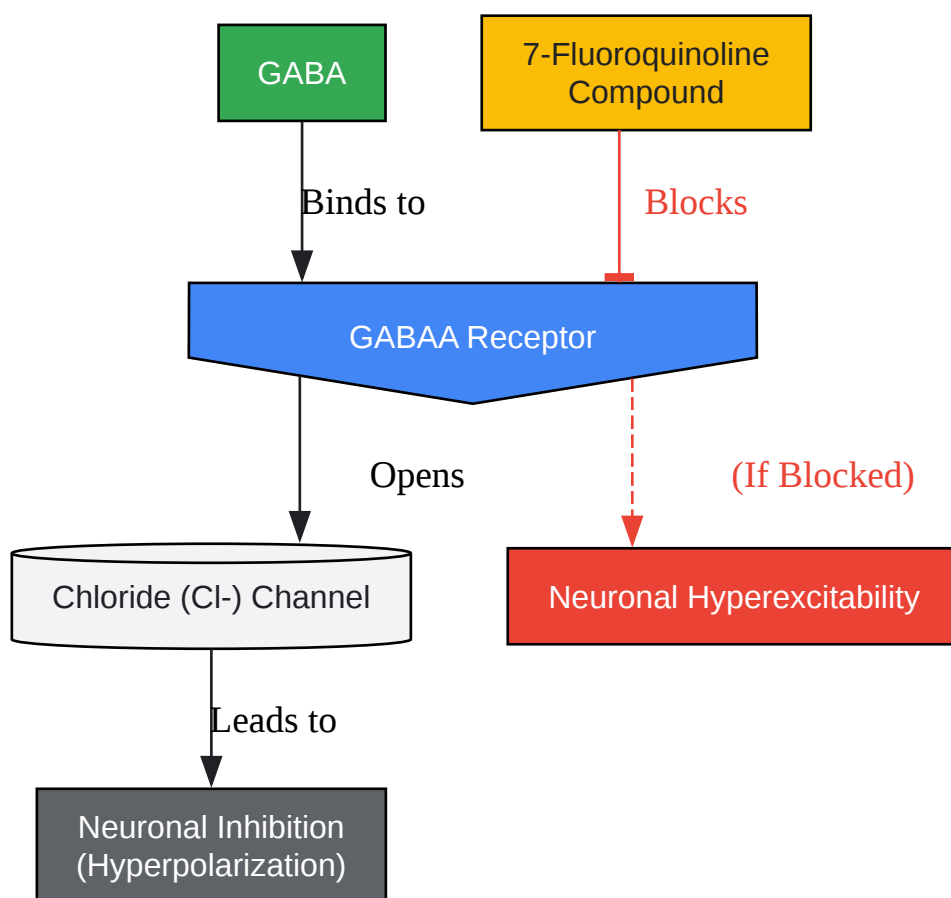 GABA
7-Fluoroquinoline
Compound
Binds to
Blocks
GABAA Receptor
Opens
(If Blocked)
Chloride (Cl-) Channel
Neuronal Hyperexcitability
Leads to
Neuronal Inhibition
(Hyperpolarization)